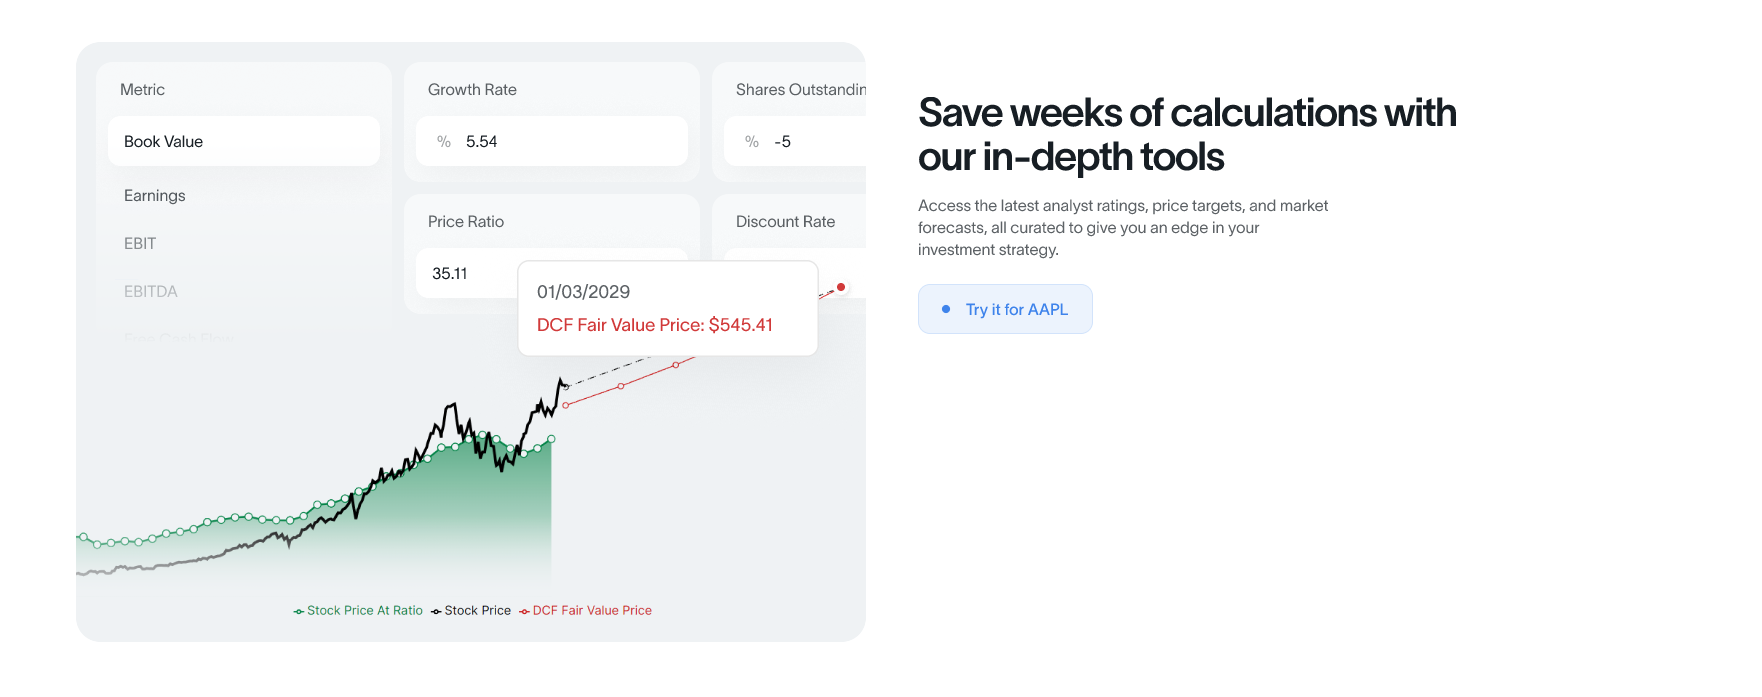 Metric
Book Value
Earnings
EBIT
EBITDA
Free Cash Flow
Growth Rate
% 5.54
Shares Outstandin
% -5
Price Ratio
35.11
Discount Rate
01/03/2029
DCF Fair Value Price: $545.41
Stock Price At Ratio Stock Price DCF Fair Value Price
Save weeks of calculations with
our in-depth tools
Access the latest analyst ratings, price targets, and market
forecasts, all curated to give you an edge in your
investment strategy.
Try it for AAPL